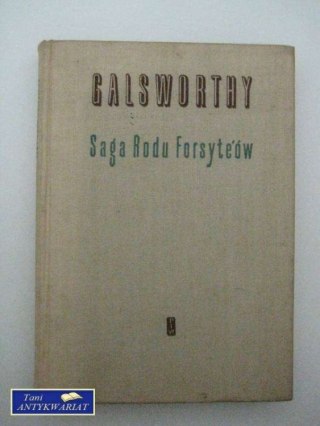 GALSWORTHY
Saga Rodu Forsyte'ów
Tani
ANTYKWARIAT